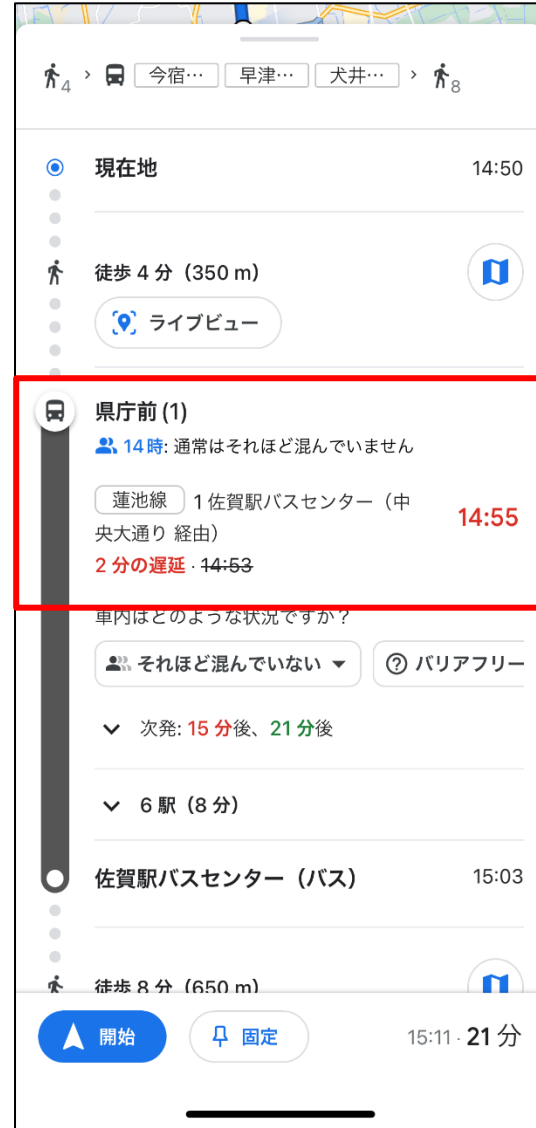 4 今宿… 早津… 犬井… 8
現在地 14:50
徒歩 4 分（350 m）
ライブビュー
県庁前 (1)
14 時: 通常はそれほど混んでいません
蓮池線 1 佐賀駅バスセンター（中
央大通り 経由）
14:55
2 分の遅延 · 14:53
車内はどのような状況ですか？
それほど混んでいない バリアフリー
次発: 15 分後、21 分後
6 駅（8 分）
佐賀駅バスセンター（バス） 15:03
徒歩 8 分（650 m）
開始 固定 15:11 · 21 分